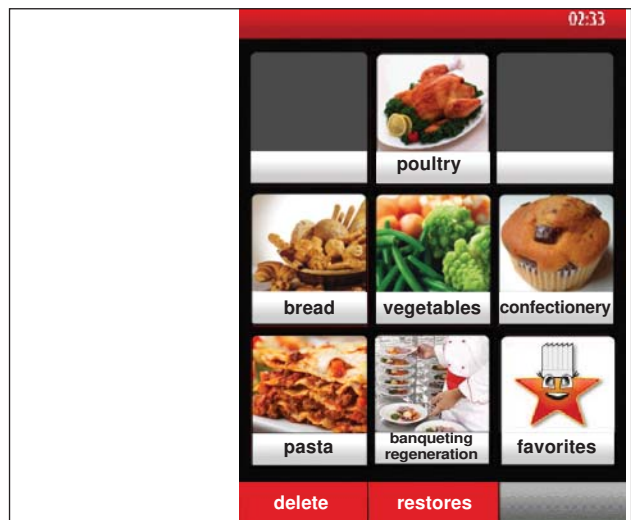 02:33
poultry
bread
vegetables
confectionery
pasta
banqueting
regeneration
favorites
delete
restores